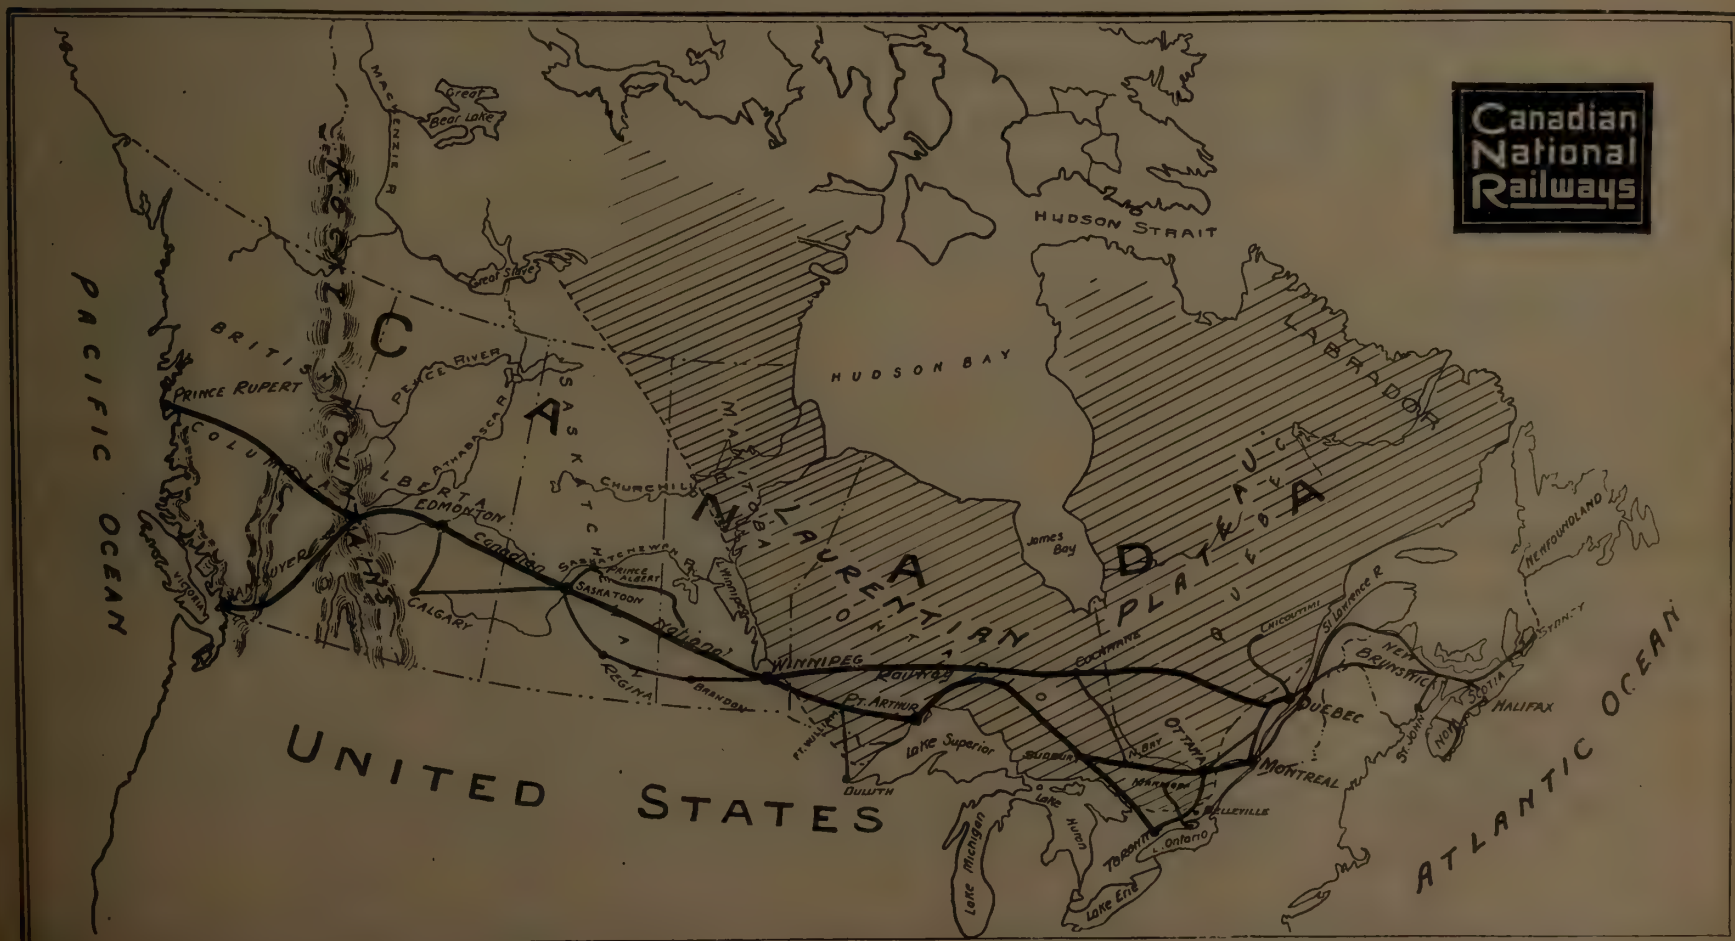 Canadian
National
Railways
Great
Bear Lake
MACKENZIE R
ROCKY MOUNTAINS
HUDSON STRAIT
Great Slave
PACIFIC OCEAN
BRITISH
COLUMBIA
CANADA
PEACE RIVER
LABRADOR
HUDSON BAY
PRINCE RUPERT
ATHABASCA R
SASKATCH
MANITOBA
CHURCHILL
ALBERTA
EDMONTON
Canadian
National
Railways
LAURENTIAN
PLATEAU
QUEBEC
ONTARIO
James
Bay
NEWFOUNDLAND
SASKATCHEWAN R
PRINCE
ALBERT
SASKATOON
L. Winnipeg
VICTORIA
CALGARY
REGINA
BRANDON
WINNIPEG
COCHRANE
CHICOUTIMI
St Lawrence R
NEW
BRUNSWICK
SYDNEY
NOVA
SCOTIA
HALIFAX
ST. JOHN
QUEBEC
MONTREAL
OTTAWA
PT. ARTHUR
FT. WILLIAM
Lake Superior
DULUTH
SUDBURY
N. BAY
BELLEVILLE
TORONTO
L. Ontario
Lake
Huron
Lake Michigan
Lake Erie
UNITED STATES
ATLANTIC OCEAN